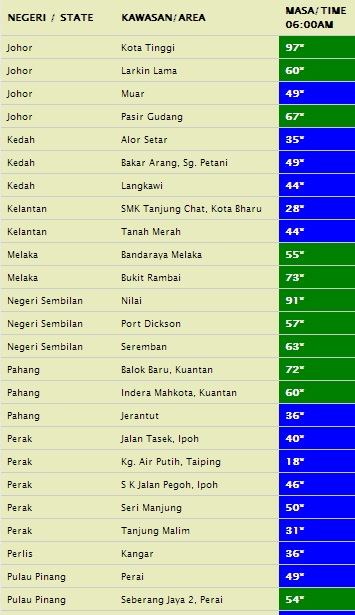 NEGERI / STATE KAWASAN/AREA MASA/TIME
06:00AM
Johor Kota Tinggi 97*
Johor Larkin Lama 60*
Johor Muar 49*
Johor Pasir Gudang 67*
Kedah Alor Setar 35*
Kedah Bakar Arang, Sg. Petani 49*
Kedah Langkawi 44*
Kelantan SMK Tanjung Chat, Kota Bharu 28*
Kelantan Tanah Merah 44*
Melaka Bandaraya Melaka 55*
Melaka Bukit Rambai 73*
Negeri Sembilan Nilai 91*
Negeri Sembilan Port Dickson 57*
Negeri Sembilan Seremban 63*
Pahang Balok Baru, Kuantan 72*
Pahang Indera Mahkota, Kuantan 60*
Pahang Jerantut 36*
Perak Jalan Tasek, Ipoh 40*
Perak Kg. Air Putih, Taiping 18*
Perak S K Jalan Pegoh, Ipoh 46*
Perak Seri Manjung 50*
Perak Tanjung Malim 31*
Perlis Kangar 36*
Pulau Pinang Perai 49*
Pulau Pinang Seberang Jaya 2, Perai 54*